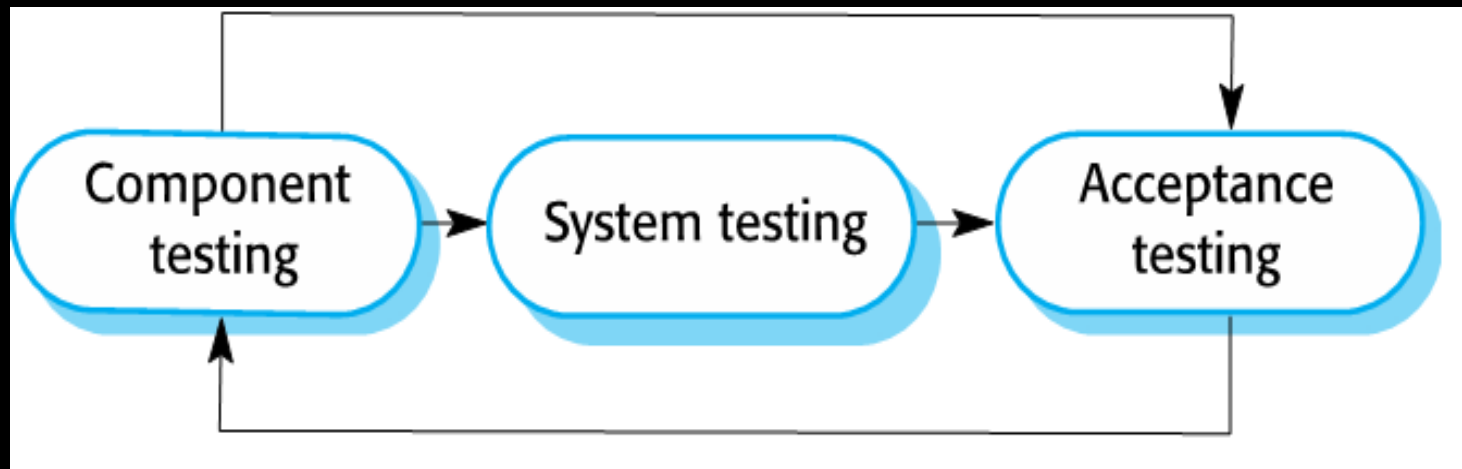 Component
testing
System testing
Acceptance
testing